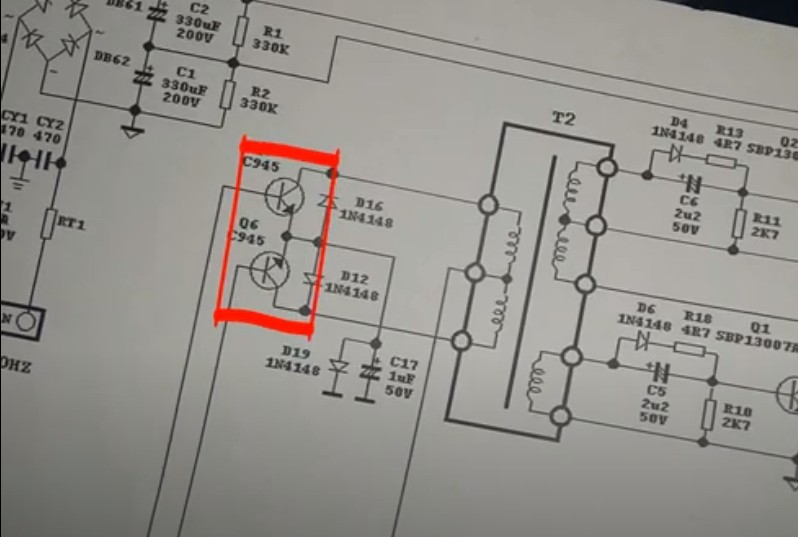 DB61
C2
330uF
200V
R1
330K
DB62
C1
330uF
200V
R2
330K
CY1 CY2
470 470
RT1
C945
D16
1N4148
Q6
C945
D12
1N4148
D19
1N4148
C17
1uF
50V
T2
D4
1N4148
R13
4R7
Q2
SBP130
C6
2u2
50V
R11
2K7
D6
1N4148
R18
4R7
Q1
SBP13007A
C5
2u2
50V
R10
2K7
N
0HZ